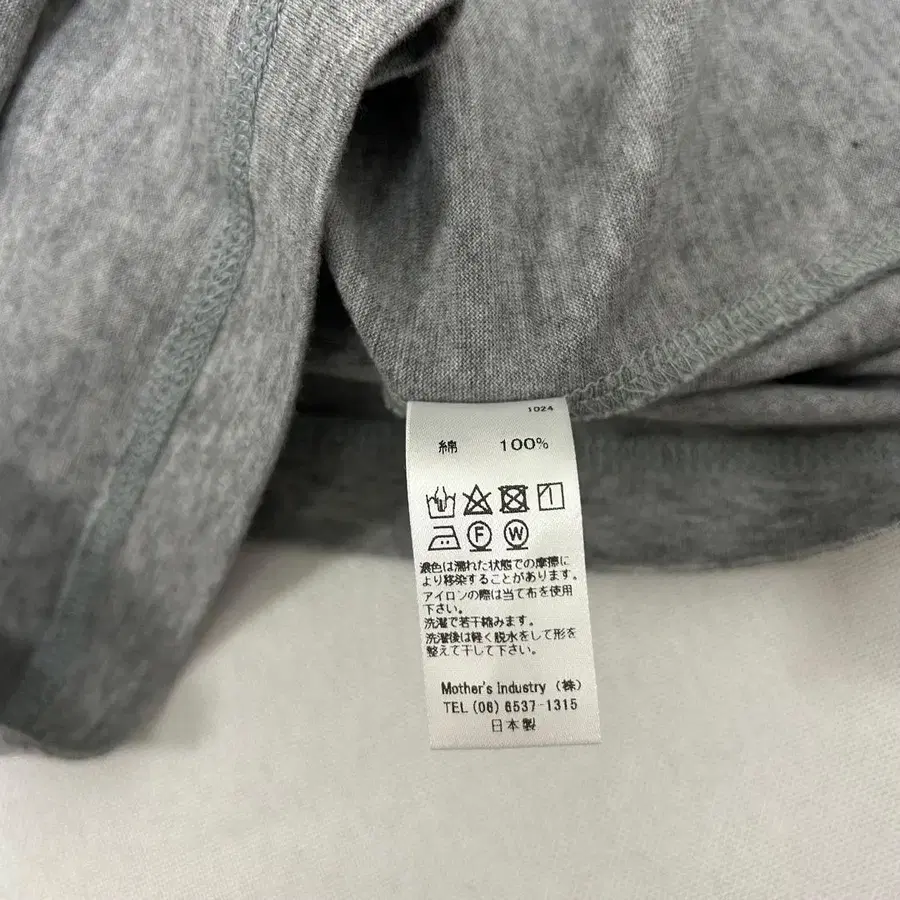 1024
綿 100%
F W
濃色は濡れた状態での摩擦に
より移染することがあります。
アイロンの際は当て布を使用
下さい。
洗濯で若干縮みます。
洗濯後は軽く脱水をして形を
整えて干して下さい。
Mother's Industry (株)
TEL (06) 6537-1315
日本製